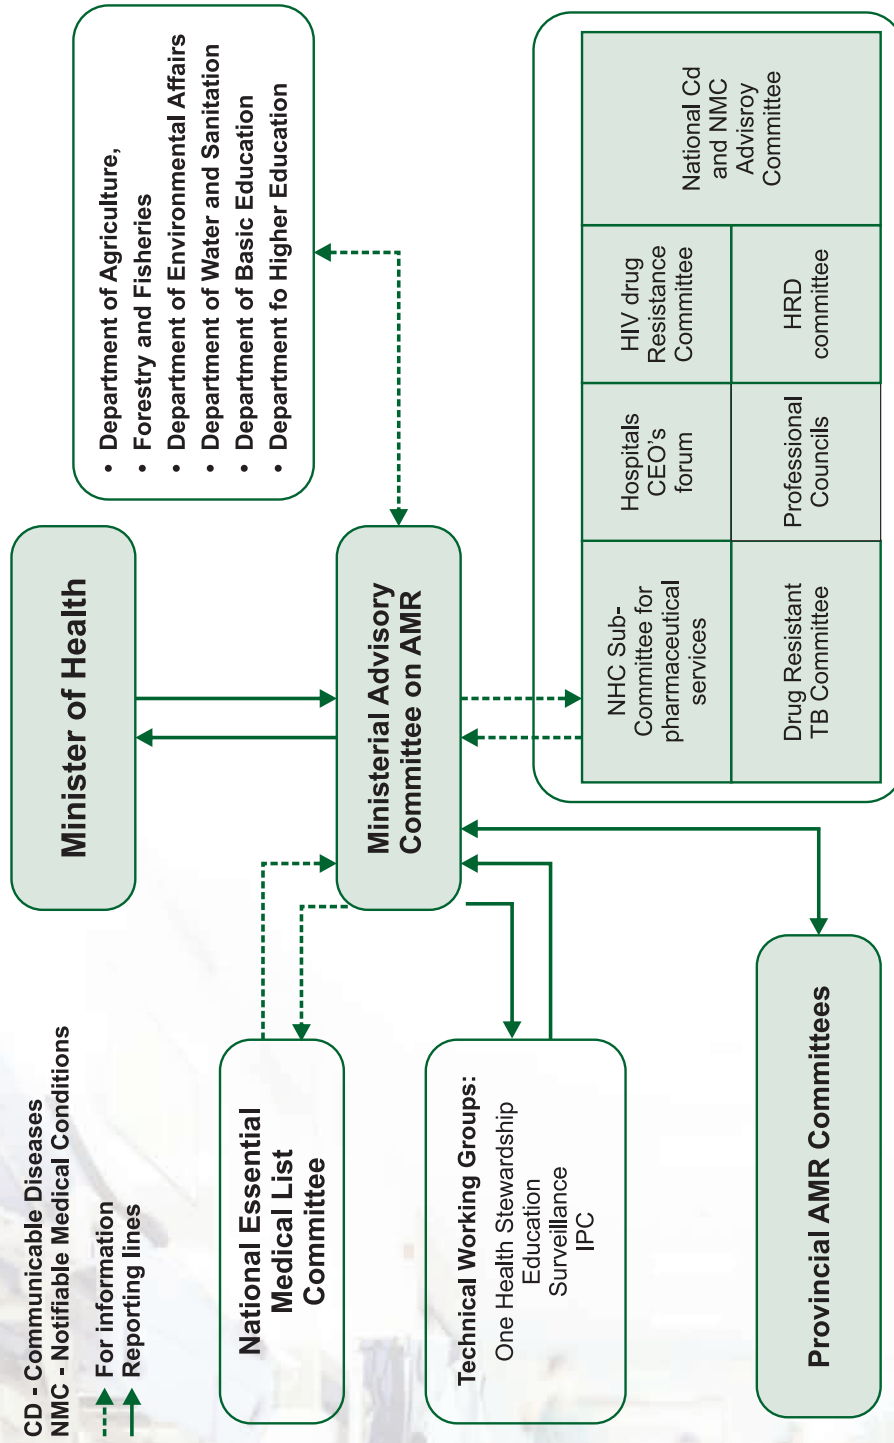 CD - Communicable Diseases
NMC - Notifiable Medical Conditions
For information
Reporting lines
Minister of Health
• Department of Agriculture,
• Forestry and Fisheries
• Department of Environmental Affairs
• Department of Water and Sanitation
• Department of Basic Education
• Department fo Higher Education
National Essential
Medical List
Committee
Ministerial Advisory
Committee on AMR
Technical Working Groups:
One Health Stewardship
Education
Surveillance
IPC
Provincial AMR Committees
NHC Sub-
Committee for
pharmaceutical
services
Hospitals
CEO's
forum
HIV drug
Resistance
Committee
National Cd
and NMC
Advisroy
Committee
Drug Resistant
TB Committee
Professional
Councils
HRD
committee